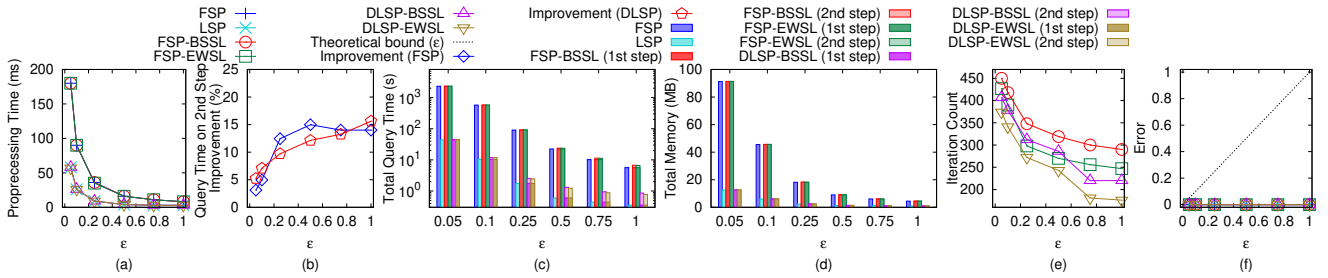 FSP
LSP
FSP-BSSL
FSP-EWSL
DLSP-BSSL
DLSP-EWSL
Theoretical bound (ε)
Improvement (FSP)
Improvement (DLSP)
FSP
LSP
FSP-BSSL (1st step)
FSP-BSSL (2nd step)
FSP-EWSL (1st step)
FSP-EWSL (2nd step)
DLSP-BSSL (1st step)
DLSP-BSSL (2nd step)
DLSP-EWSL (1st step)
DLSP-EWSL (2nd step)
Poprepcessing Time (ms)
200
150
100
50
0
0 0.2 0.4 0.6 0.8 1
ε
(a)
Query Time on 2nd Step
Improvement (%)
25
20
15
10
5
0
0 0.2 0.4 0.6 0.8 1
ε
(b)
Total Query Time (s)
10³
10²
10¹
10⁰
0.05 0.1 0.25 0.5 0.75 1
ε
(c)
Total Memory (MB)
100
80
60
40
20
0
0.05 0.1 0.25 0.5 0.75 1
ε
(d)
Iteration Count
450
400
350
300
250
200
0 0.2 0.4 0.6 0.8 1
ε
(e)
Error
1
0.8
0.6
0.4
0.2
0
0 0.2 0.4 0.6 0.8 1
ε
(f)